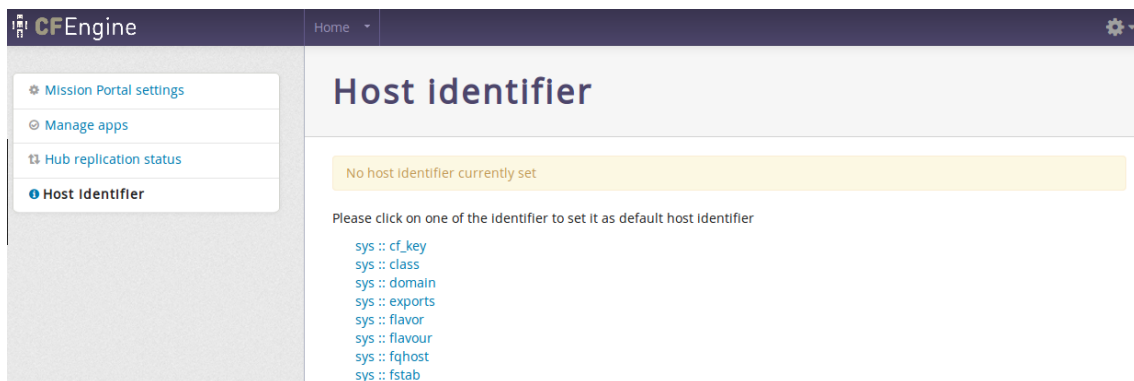 CFEngine
Home
Mission Portal settings
Manage apps
Hub replication status
Host Identifier
Host identifier
No host identifier currently set
Please click on one of the identifier to set it as default host identifier
sys :: cf_key
sys :: class
sys :: domain
sys :: exports
sys :: flavor
sys :: flavour
sys :: fqhost
sys :: fstab